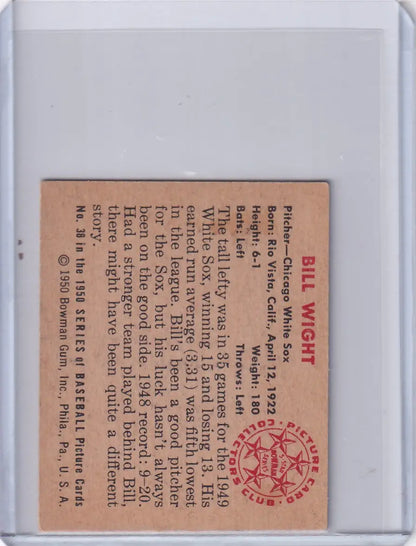 BILL WIGHT
Pitcher—Chicago White Sox
Born: Rio Vista, Calif., April 12, 1922
Height: 6-1 Weight: 180
Bats: Left Throws: Left
PICTURE CARD
COLLECTORS CLUB
BOWMAN
The tall lefty was in 35 games for the 1949
White Sox, winning 15 and losing 13. His
earned run average (3.31) was fifth lowest
in the league. Bill's been a good pitcher
for the Sox, but his luck hasn't always
been on the good side. 1948 record: 9-20.
Had a stronger team played behind Bill,
there might have been quite a different
story.
No. 38 in the 1950 SERIES of BASEBALL Picture Cards
© 1950 Bowman Gum, Inc., Phila., Pa., U. S. A.